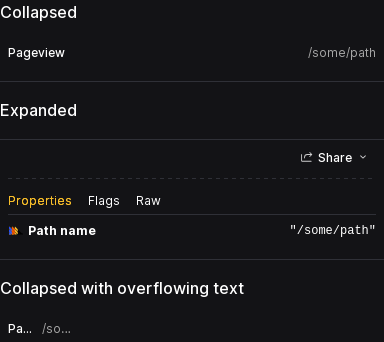 Collapsed
Pageview /some/path
Expanded
Share
Properties Flags Raw
Path name "/some/path"
Collapsed with overflowing text
Pa... /so...